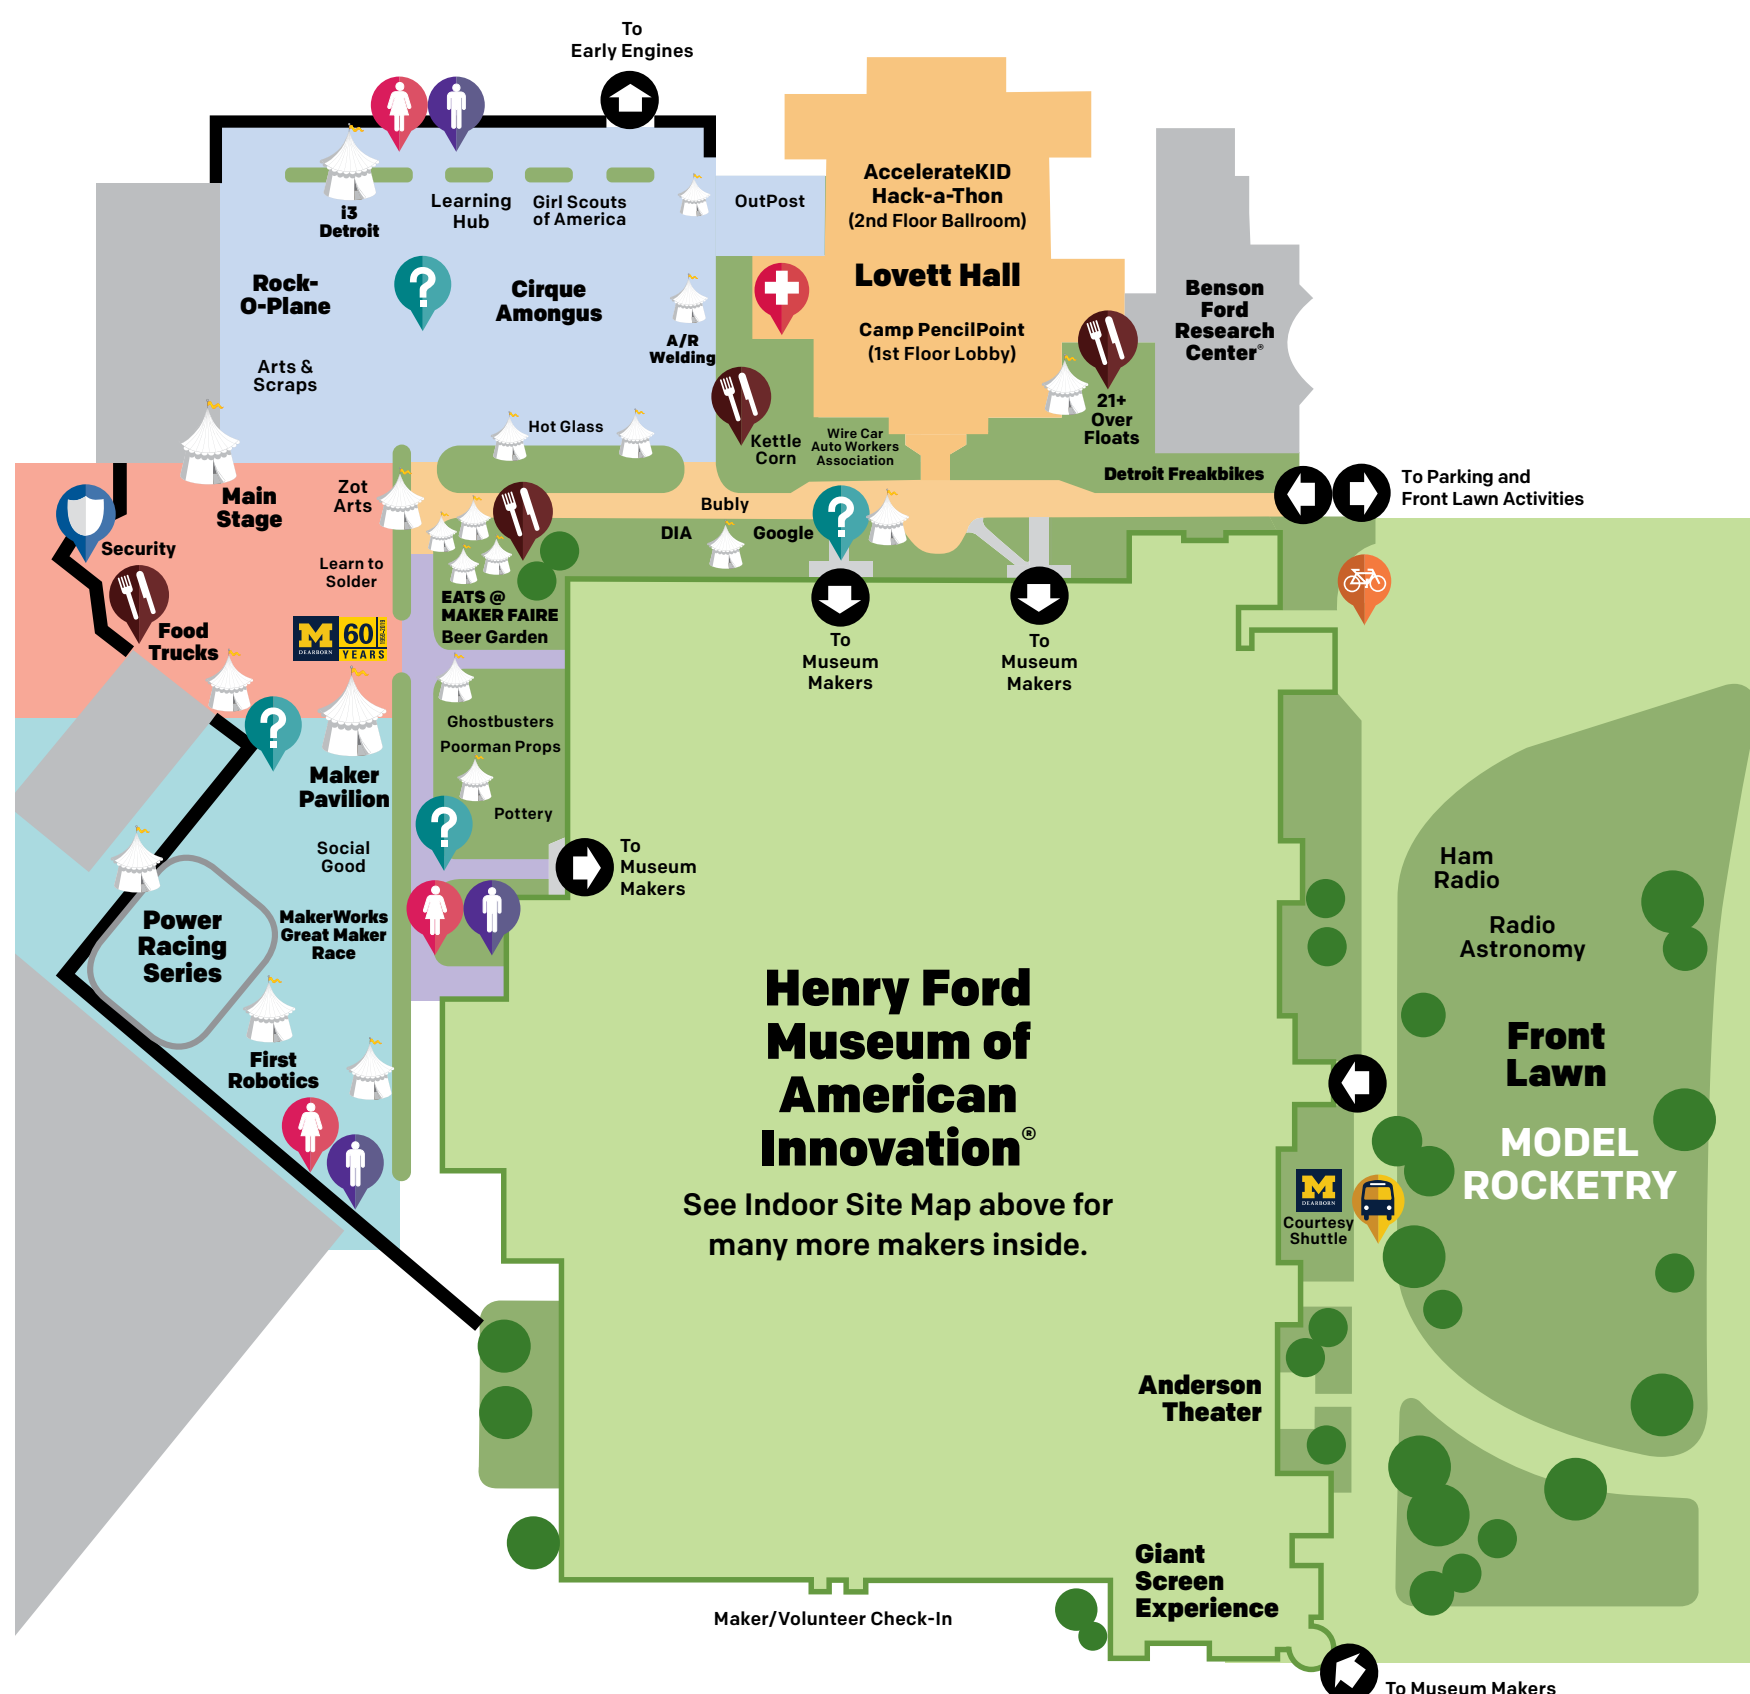 To
Early Engines
AccelerateKID
Hack-a-Thon
(2nd Floor Ballroom)
Lovett Hall
Camp PencilPoint
(1st Floor Lobby)
OutPost
Learning
Hub
Girl Scouts
of America
i3
Detroit
Rock-
O-Plane
?
Cirque
Amongus
A/R
Welding
Arts &
Scraps
Benson
Ford
Research
Center®
21+
Over
Floats
Hot Glass
Kettle
Corn
Wire Car
Auto Workers
Association
Detroit Freakbikes
To Parking and
Front Lawn Activities
Main
Stage
Zot
Arts
Bubly
DIA
Google
?
Security
Learn to
Solder
Food
Trucks
M
DEARBORN
60
1959-2019
YEARS
EATS @
MAKER FAIRE
Beer Garden
To
Museum
Makers
To
Museum
Makers
?
Ghostbusters
Poorman Props
Maker
Pavilion
Pottery
?
Social
Good
To
Museum
Makers
Power
Racing
Series
MakerWorks
Great Maker
Race
First
Robotics
Henry Ford
Museum of
American
Innovation®
See Indoor Site Map above for
many more makers inside.
Ham
Radio
Radio
Astronomy
Front
Lawn
MODEL
ROCKETRY
M
DEARBORN
Courtesy
Shuttle
Anderson
Theater
Giant
Screen
Experience
Maker/Volunteer Check-In
To Museum Makers